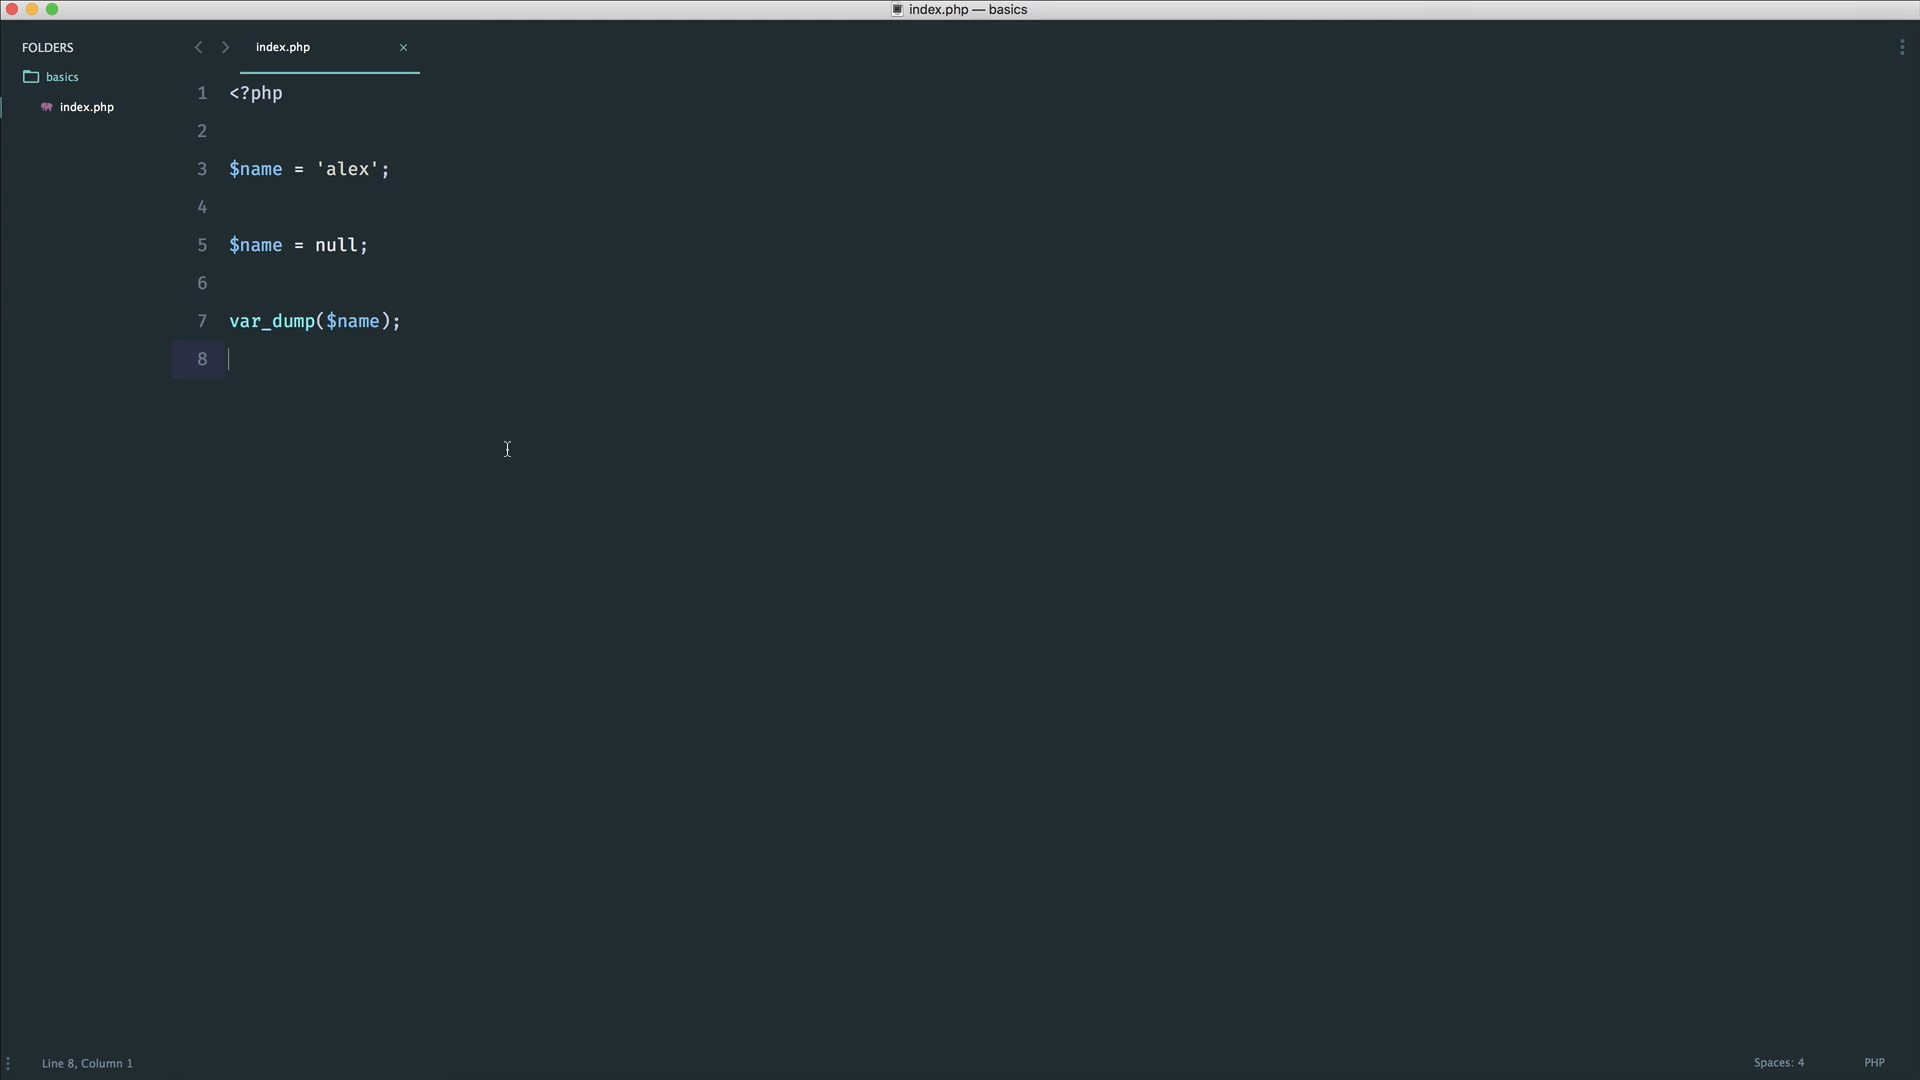 index.php — basics
FOLDERS
basics
index.php
index.php
1 <?php
2
3 $name = 'alex';
4
5 $name = null;
6
7 var_dump($name);
8
Line 8, Column 1
Spaces: 4
PHP